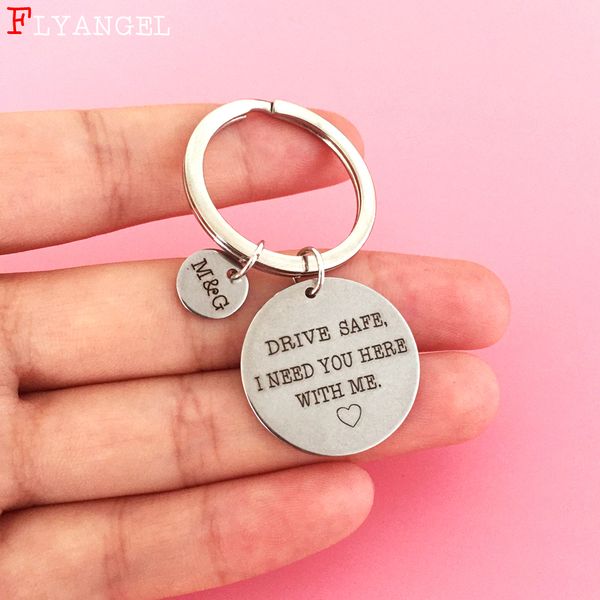 FLYANGEL
M&G
DRIVE SAFE,
I NEED YOU HERE
WITH ME.